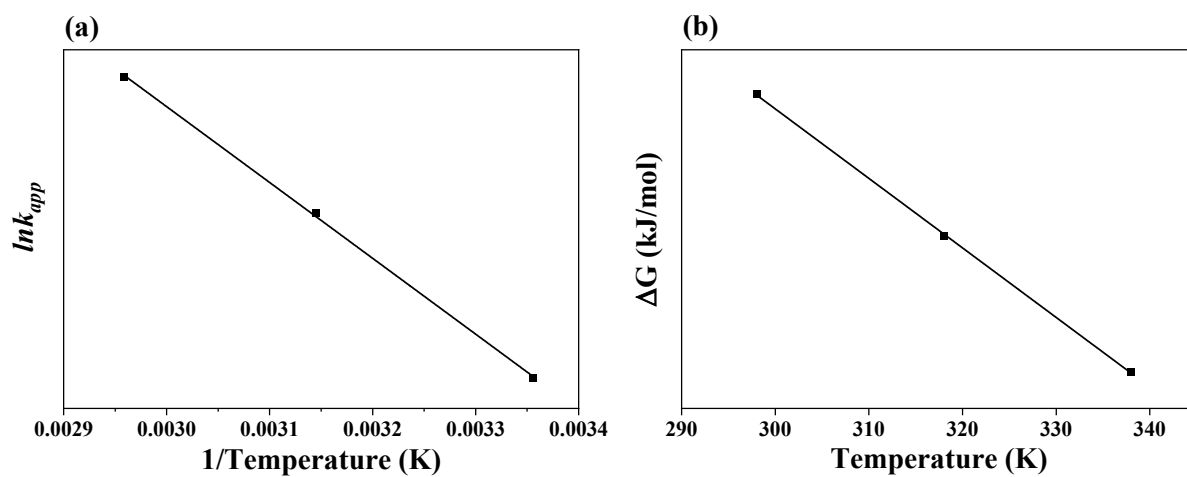 (a)
lnk_app
0.0029 0.0030 0.0031 0.0032 0.0033 0.0034
1/Temperature (K)
(b)
ΔG (kJ/mol)
290 300 310 320 330 340
Temperature (K)